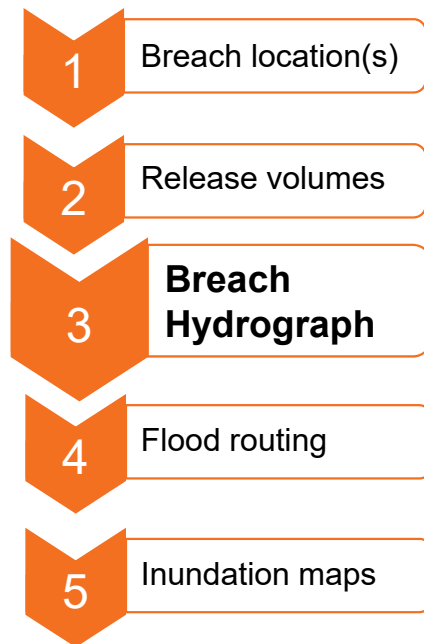 1
Breach location(s)
2
Release volumes
3
Breach
Hydrograph
4
Flood routing
5
Inundation maps